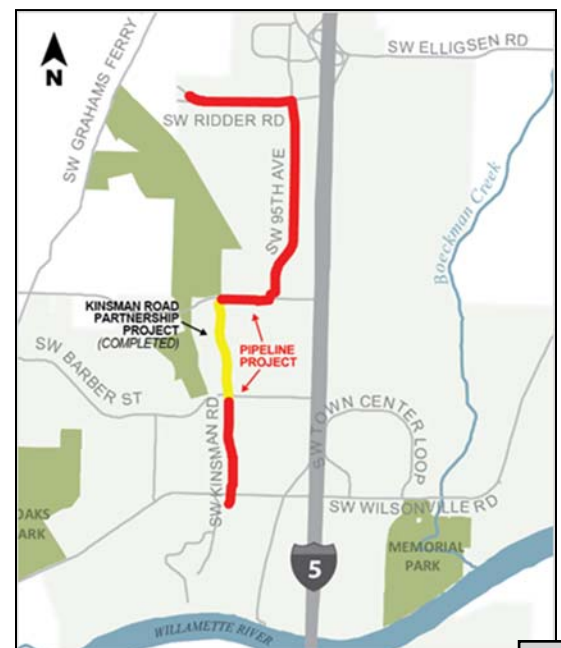 SW ELLIGSEN RD
N
SW GRAHAMS FERRY
SW RIDDER RD
SW 95TH AVE
Boeckman Creek
KINSMAN ROAD
PARTNERSHIP
PROJECT
(COMPLETED)
PIPELINE
PROJECT
SW BARBER ST
SW TOWN CENTER LOOP
SW KINSMAN RD
SW WILSONVILLE RD
OAKS
ARK
MEMORIAL
PARK
5
WILLAMETTE RIVER